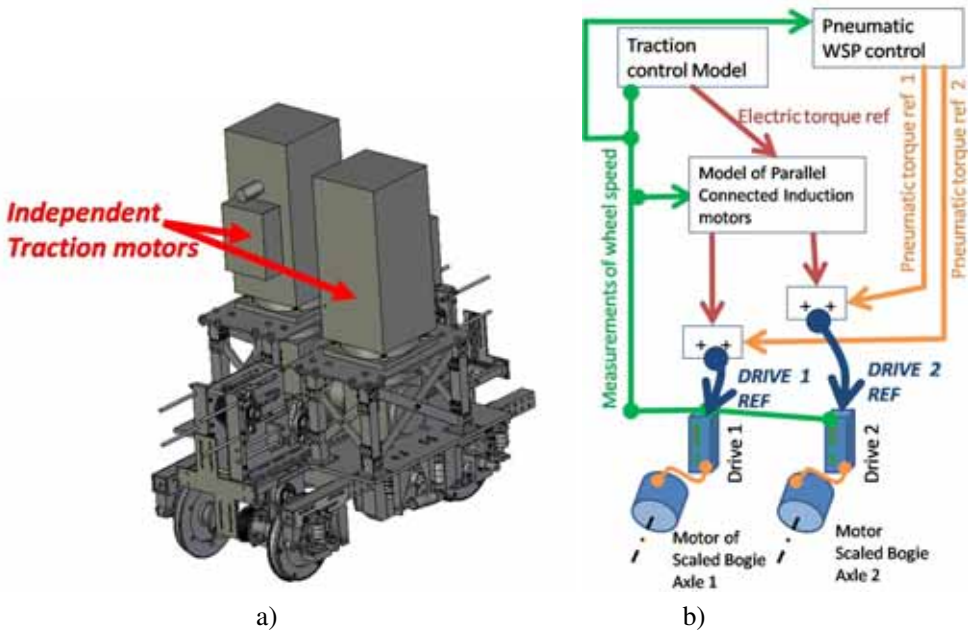 Independent
Traction motors
a)
Traction
control Model
Pneumatic
WSP control
Electric torque ref
Pneumatic torque ref 1
Pneumatic torque ref 2
Measurements of wheel speed
Model of Parallel
Connected Induction
motors
+ +
+ +
DRIVE 1
REF
DRIVE 2
REF
Drive 1
Drive 2
Motor of
Scaled Bogie
Axle 1
Motor
Scaled Bogie
Axle 2
b)